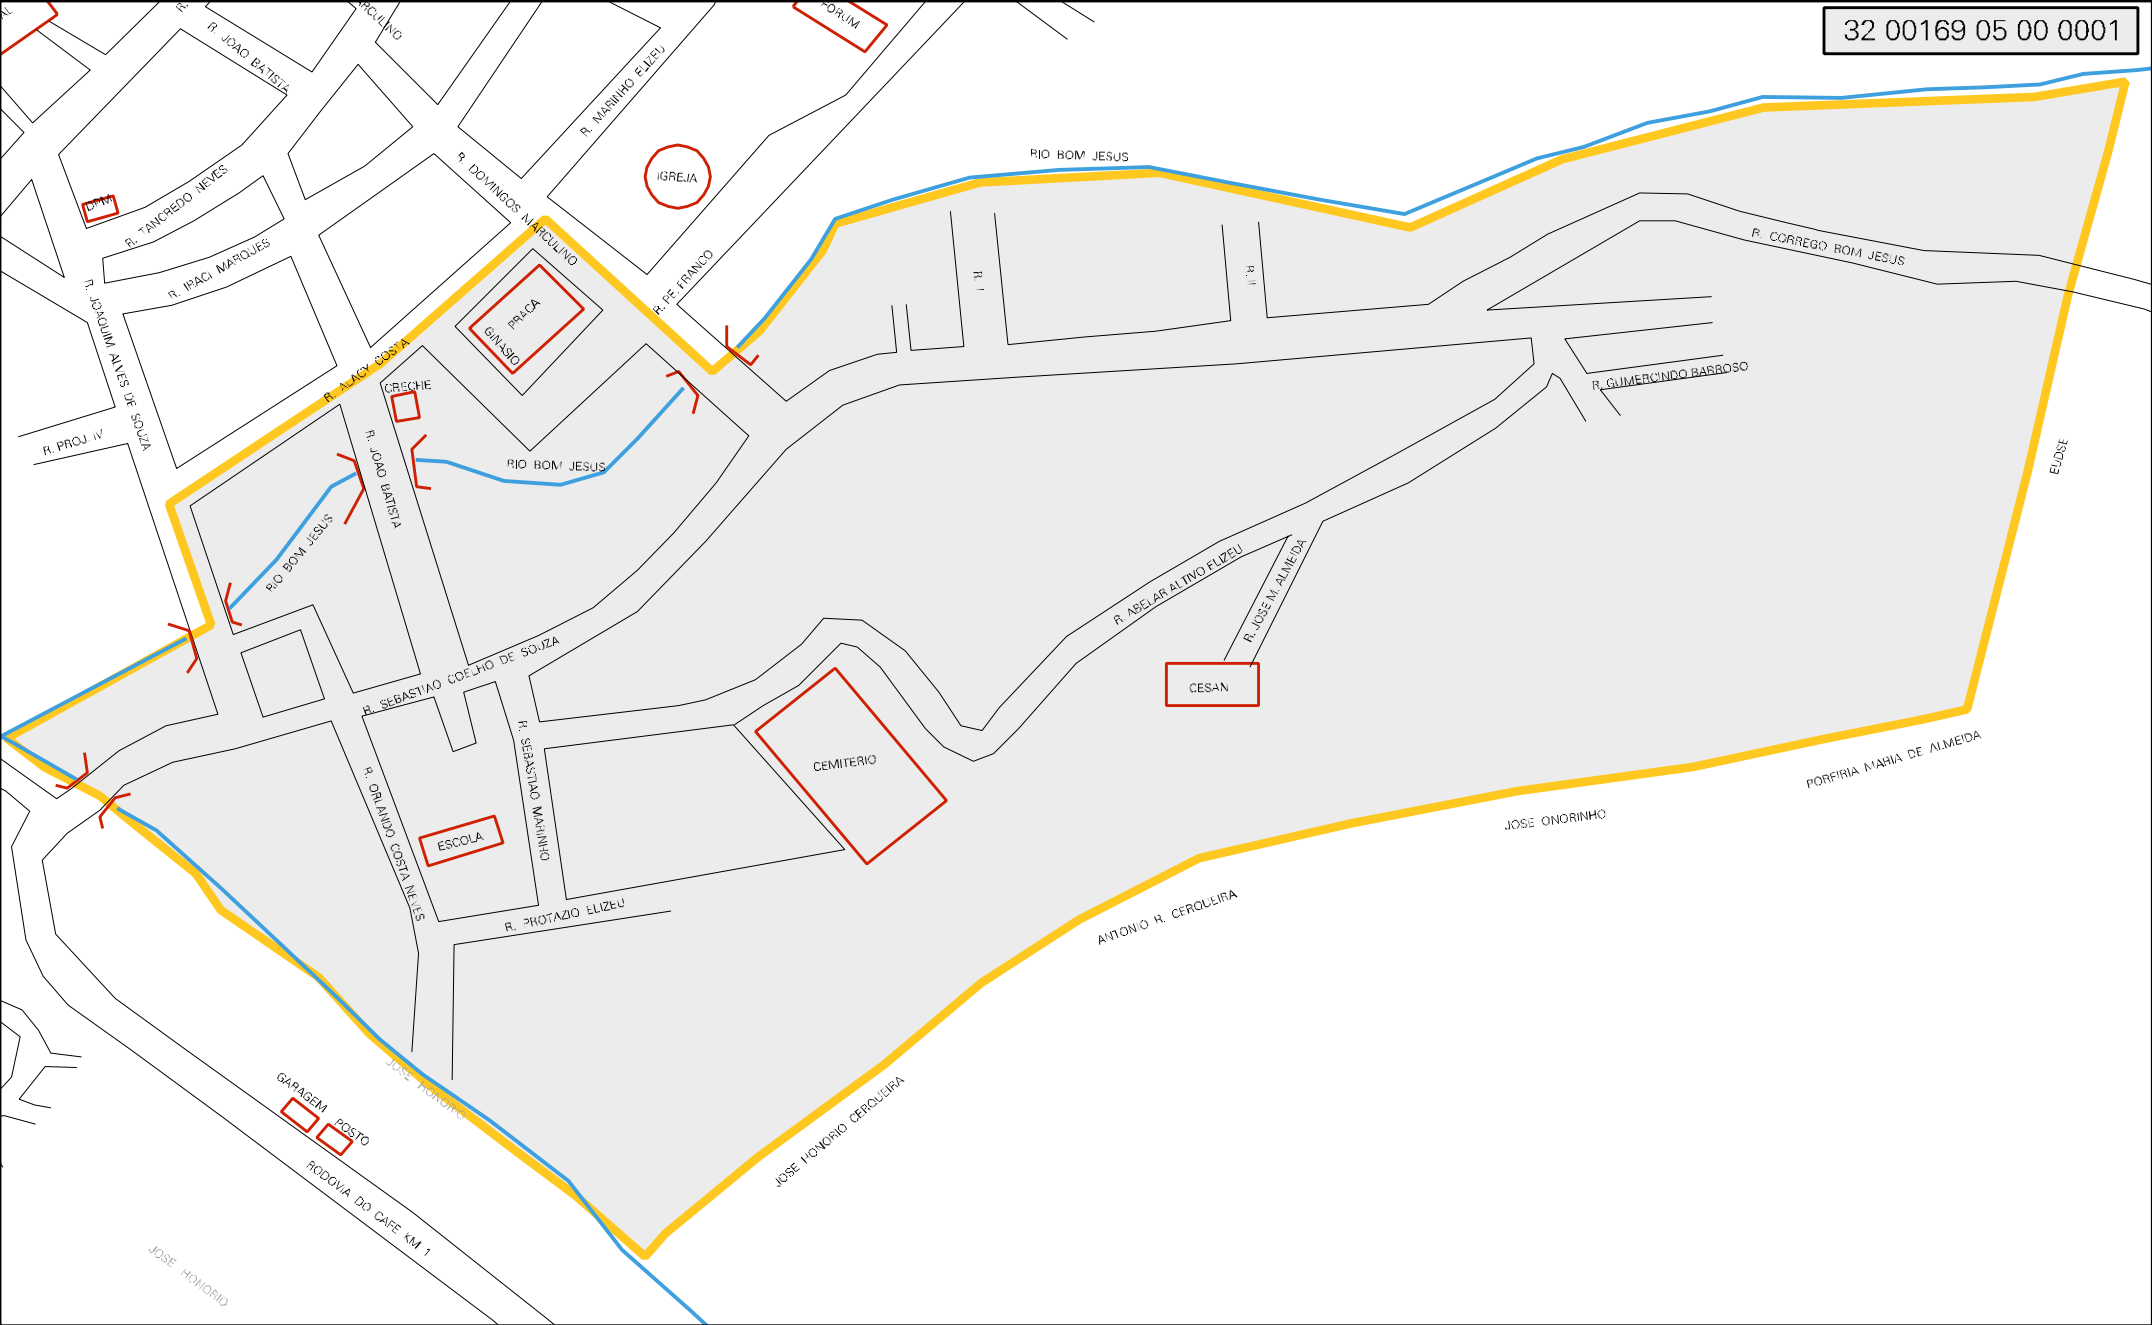 32 00169 05 00 0001
AL
R.
MARCULINO
FORUM
R. JOAO BATISTA
R. MARINHO ELIZEU
IGREJA
RIO BOM JESUS
R. DOMINGOS MARCULINO
DPM
R. TANCREDO NEVES
R. IRACI MARQUES
R. JOAQUIM ALVES DE SOUZA
R. PE. FRANCO
R. I
R. II
R. CORREGO BOM JESUS
PRACA
GINASIO
R. ALACY COSTA
CRECHE
R. GUMERCINDO BARROSO
R. PROJ. IV
R. JOAO BATISTA
RIO BOM JESUS
EUDSE
RIO BOM JESUS
R. ABELAR ALTIVO ELIZEU
R. JOSE M. ALMEIDA
R. SEBASTIAO COELHO DE SOUZA
CESAN
R. SEBASTIAO MARINHO
CEMITERIO
PORFIRIA MARIA DE ALMEIDA
R. ORLANDO COSTA NEVES
ESCOLA
JOSE ONORINHO
R. PROTAZIO ELIZEU
ANTONIO R. CERQUEIRA
JOSE HONORIO
JOSE HONORIO CERQUEIRA
GARAGEM
POSTO
RODOVIA DO CAFE KM 1
JOSE HONORIO